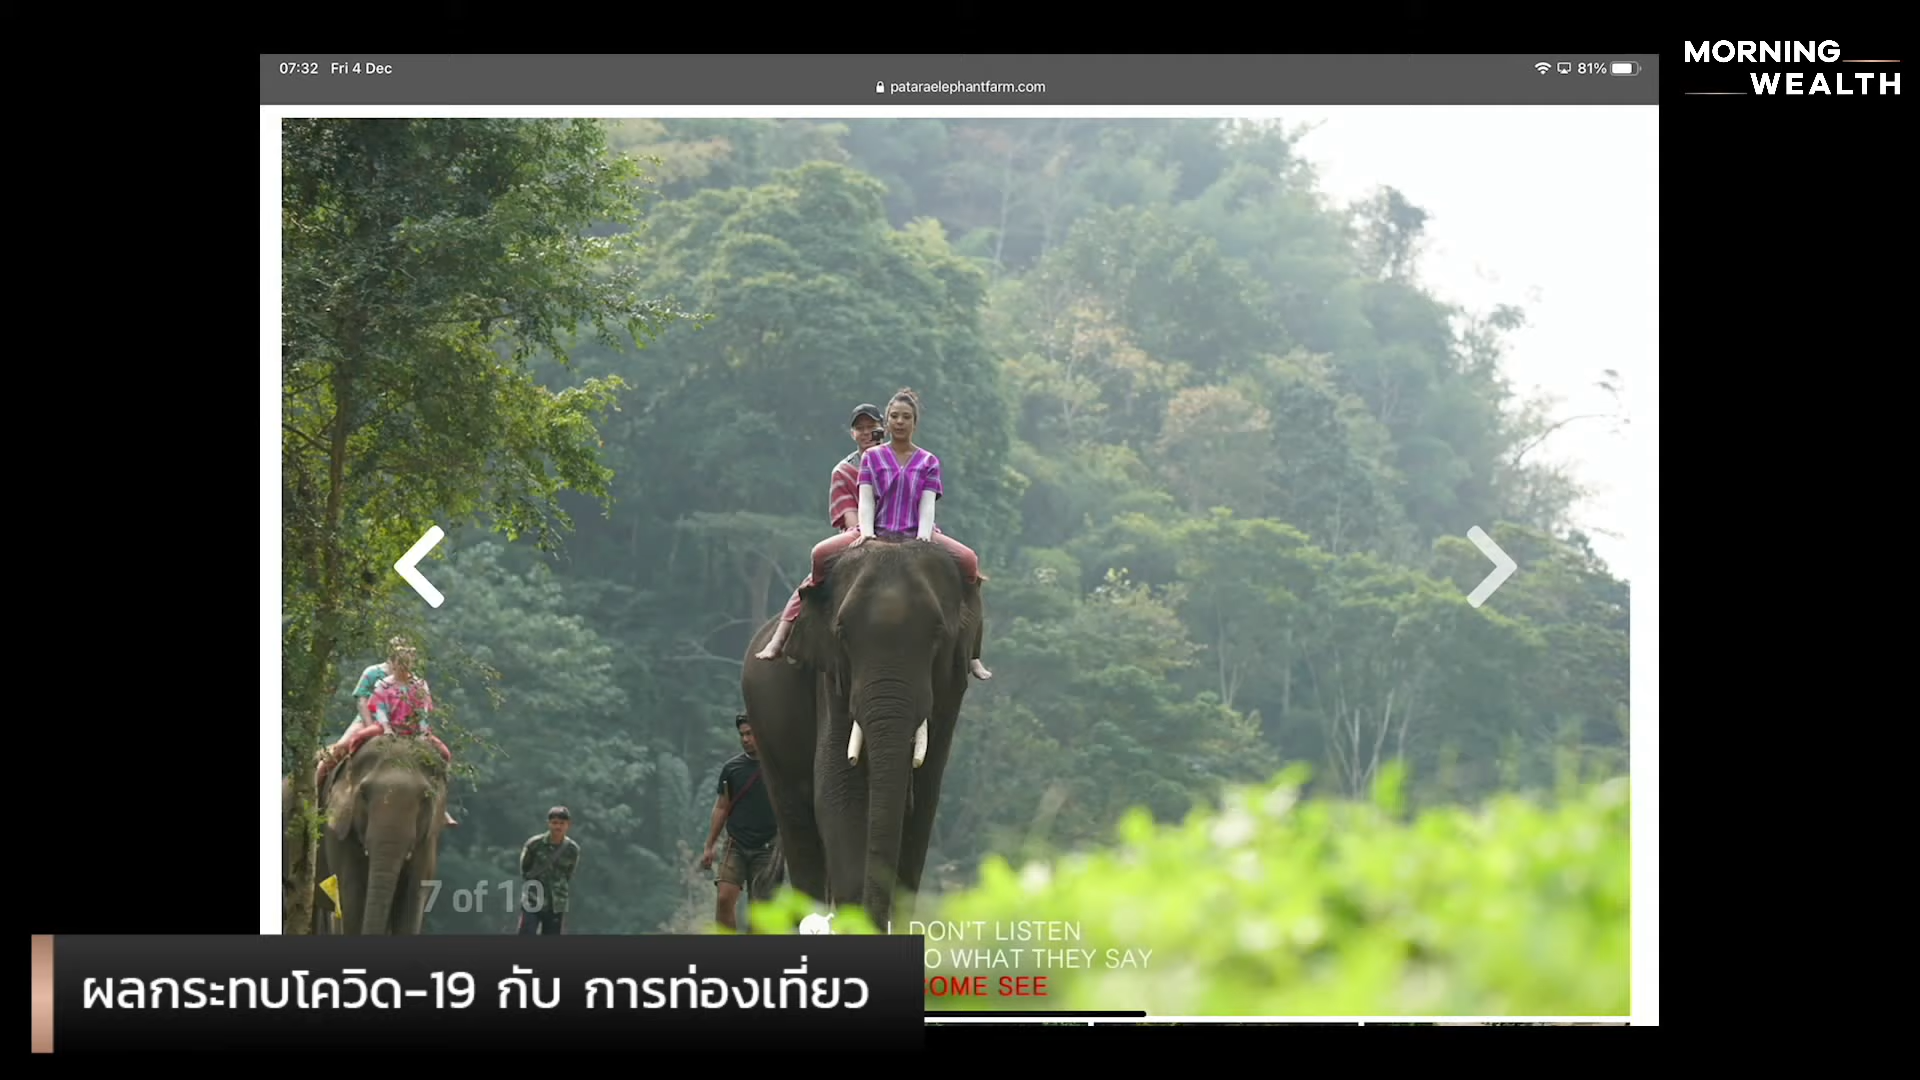 07:32 Fri 4 Dec
pataraelephantfarm.com
81%
MORNING
WEALTH
7 of 10
DON'T LISTEN
WHAT THEY SAY
SEE
ผลกระทบโควิด-19 กับ การท่องเที่ยว